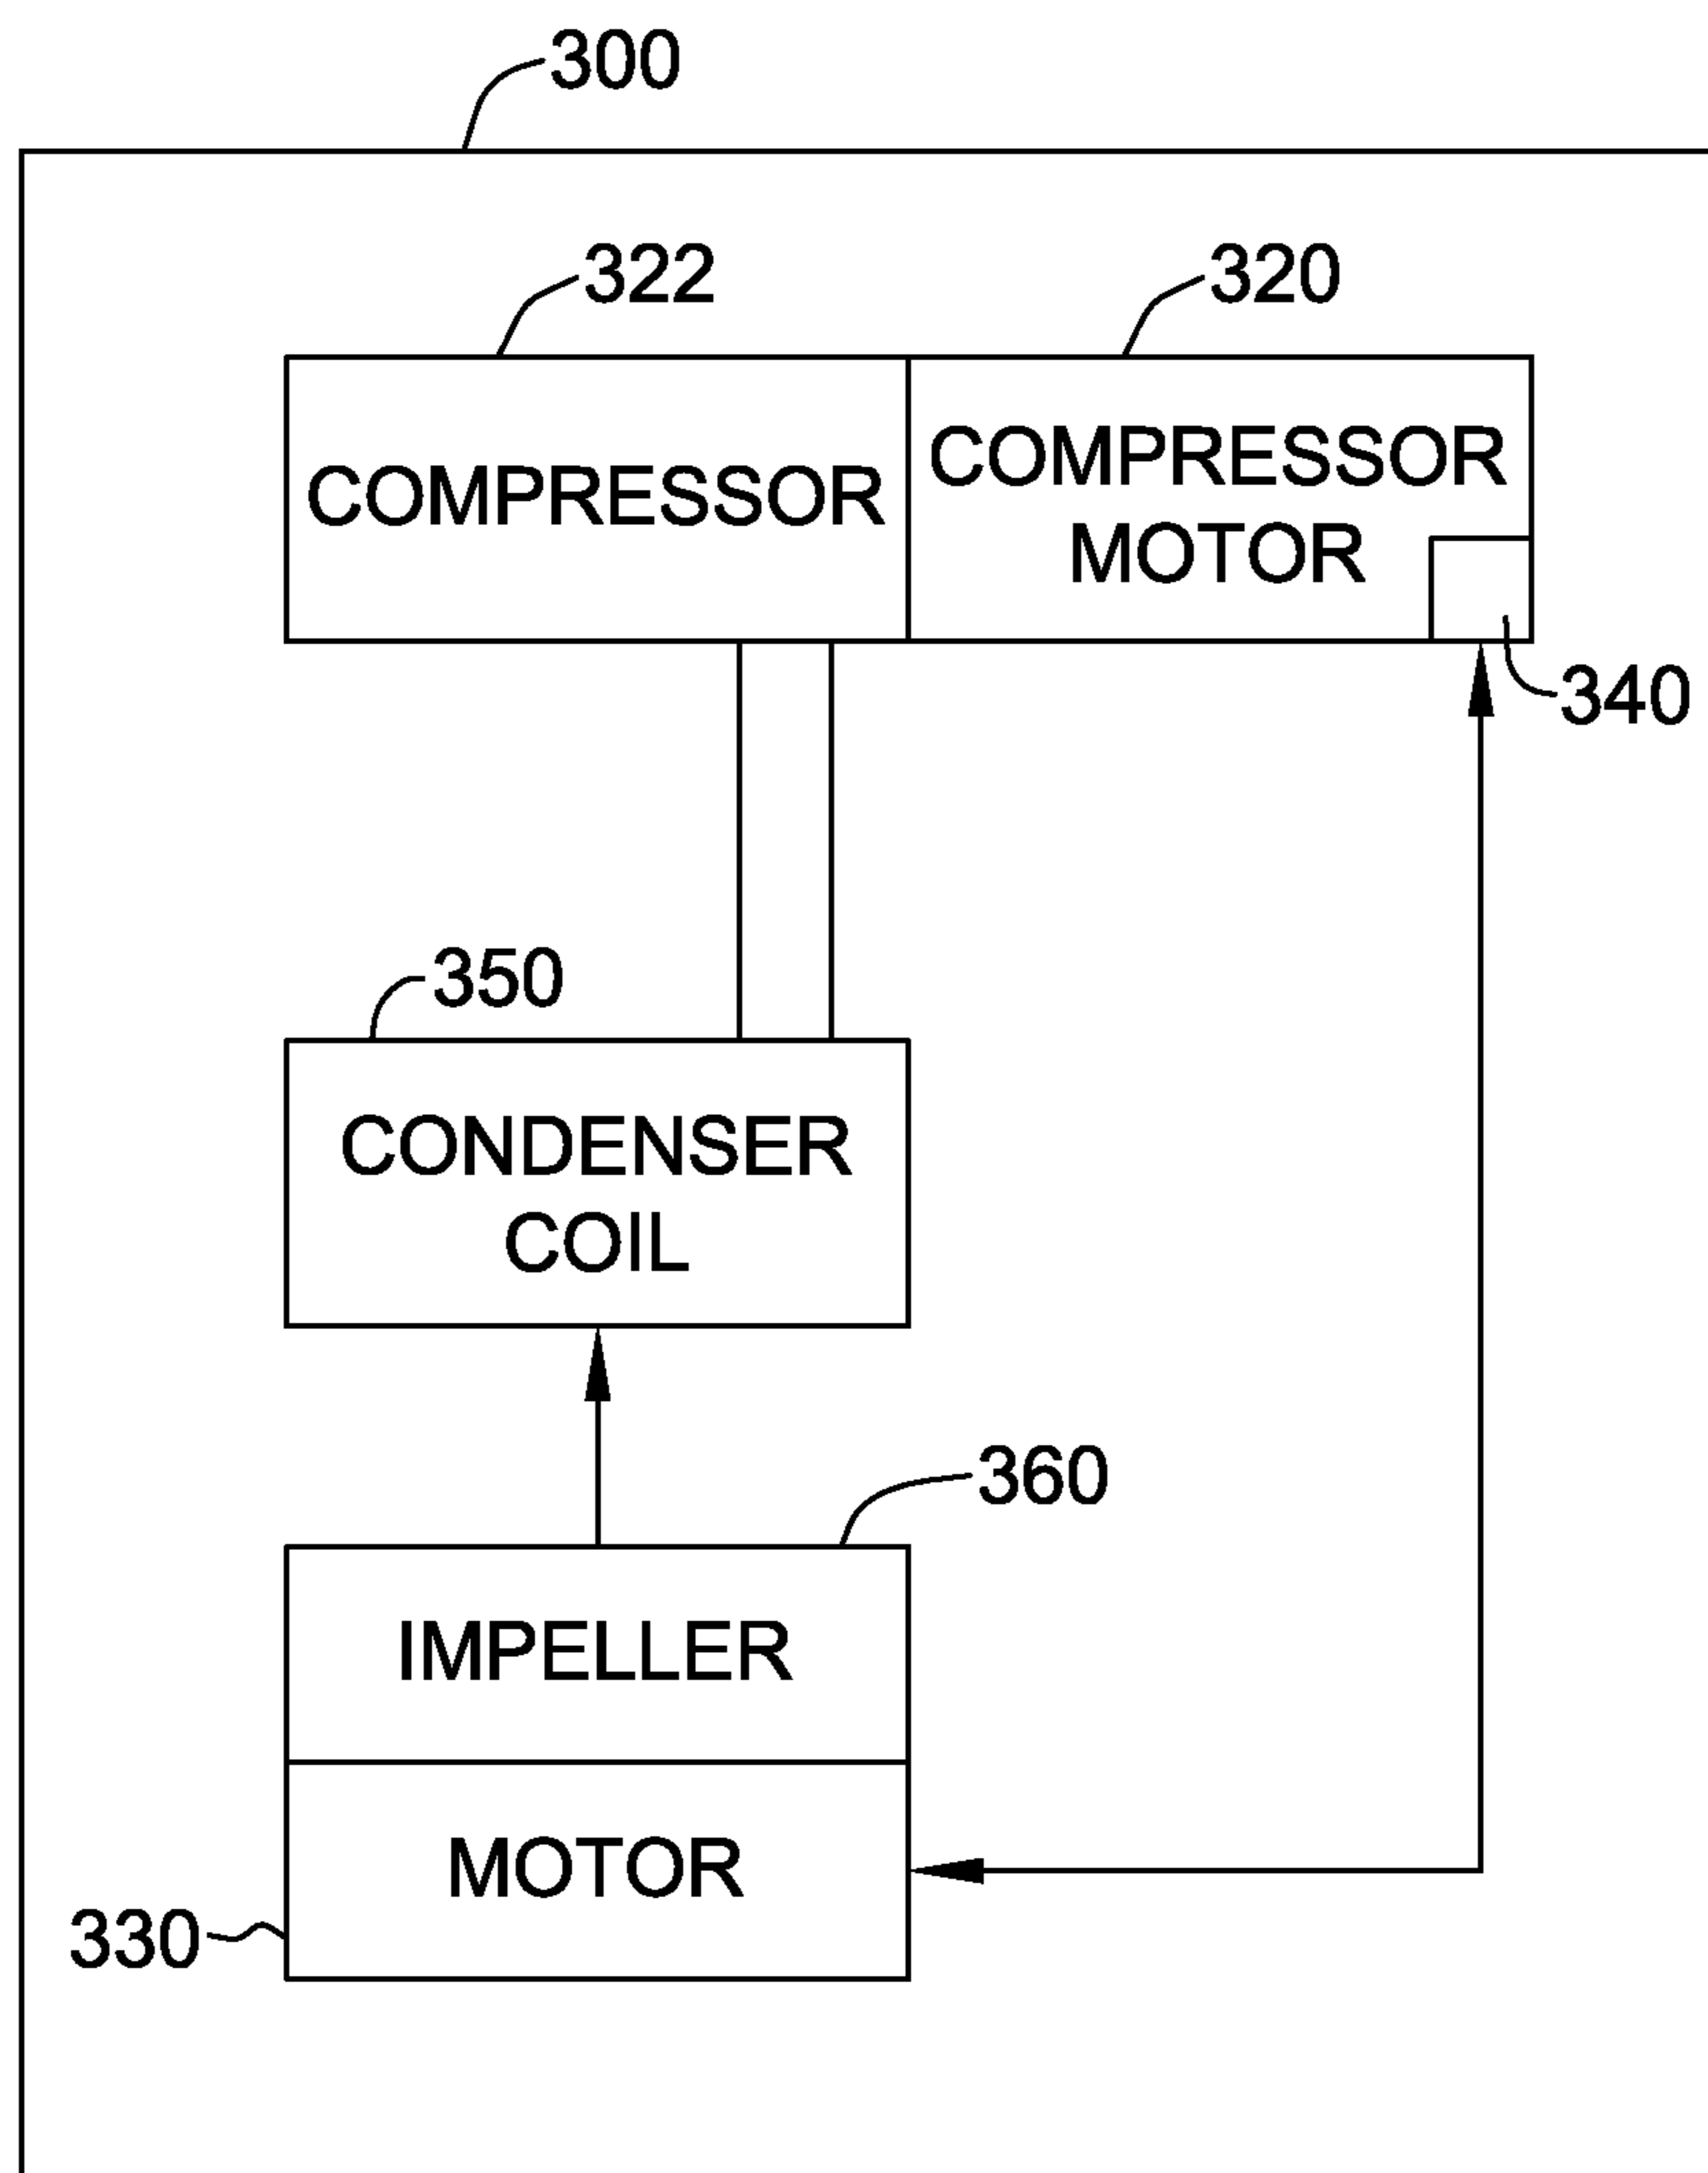 300
322
320
COMPRESSOR
COMPRESSOR
MOTOR
340
350
CONDENSER
COIL
360
IMPELLER
MOTOR
330